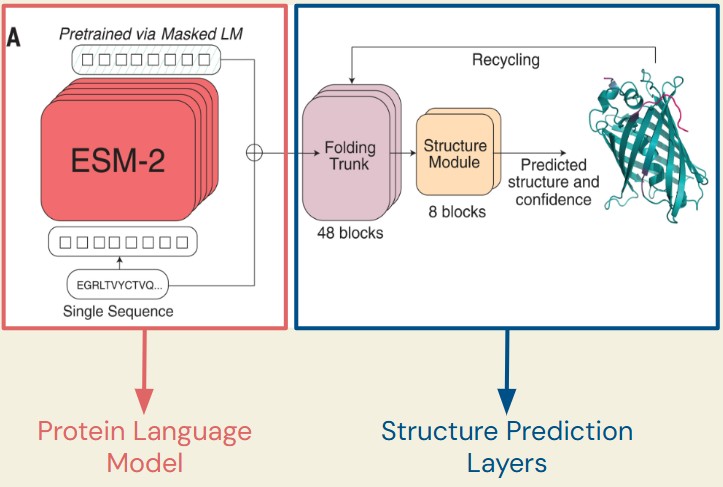 A
Pretrained via Masked LM
ESM-2
EGRLTVYCTVQ...
Single Sequence
Recycling
Folding
Trunk
48 blocks
Structure
Module
8 blocks
Predicted
structure and
confidence
Protein Language
Model
Structure Prediction
Layers